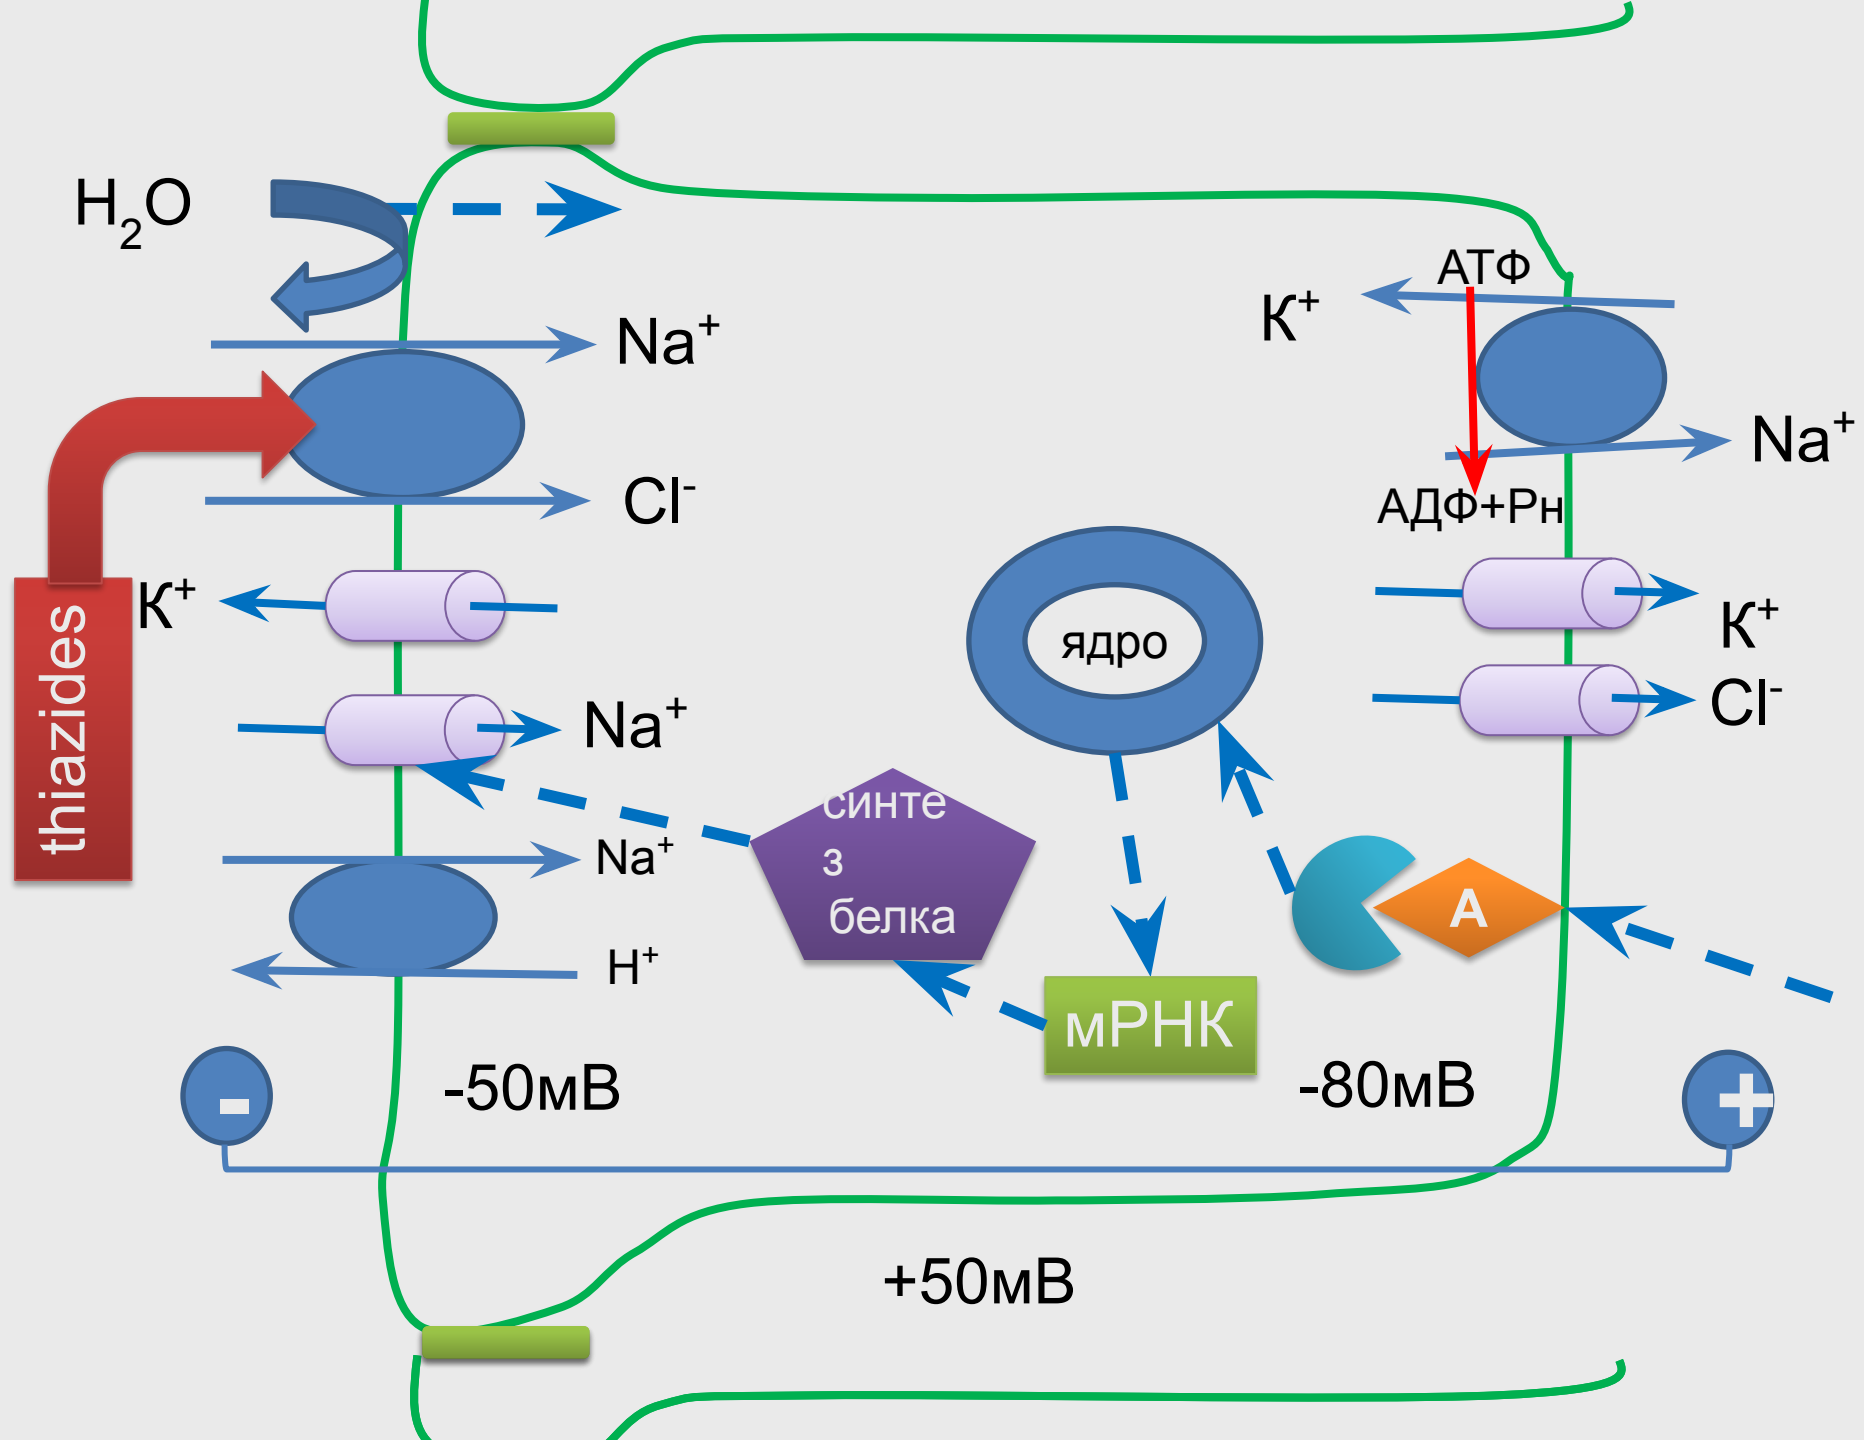 H₂O
АТФ
К⁺
Na⁺
Na⁺
Cl⁻
АДФ+Рн
К⁺
thiazides
ядро
К⁺
Na⁺
Cl⁻
синте
з
белка
Na⁺
А
H⁺
мРНК
-50мВ
-80мВ
-
+
+50мВ